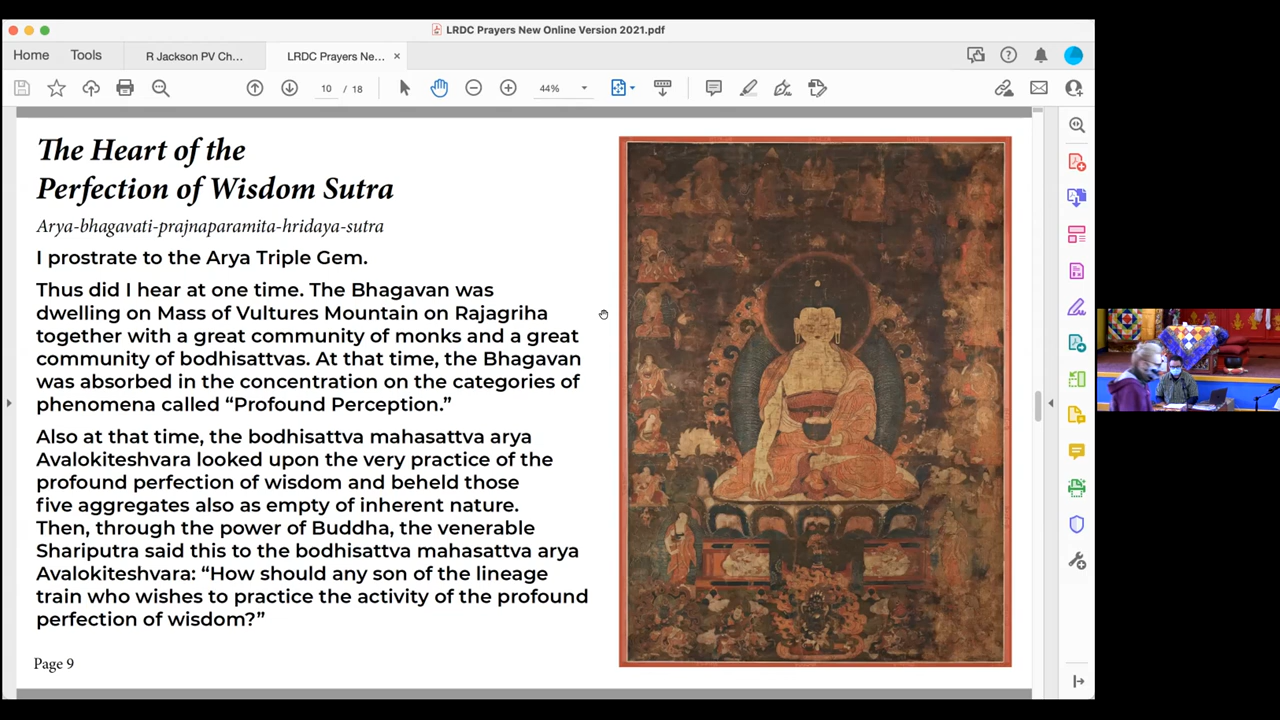 LRDC Prayers New Online Version 2021.pdf
Home
Tools
R Jackson PV Ch...
LRDC Prayers Ne...
10 / 18
44%
The Heart of the
Perfection of Wisdom Sutra
Arya-bhagavati-prajnaparamita-hridaya-sutra
I prostrate to the Arya Triple Gem.
Thus did I hear at one time. The Bhagavan was
dwelling on Mass of Vultures Mountain on Rajagriha
together with a great community of monks and a great
community of bodhisattvas. At that time, the Bhagavan
was absorbed in the concentration on the categories of
phenomena called “Profound Perception.”
Also at that time, the bodhisattva mahasattva arya
Avalokiteshvara looked upon the very practice of the
profound perfection of wisdom and beheld those
five aggregates also as empty of inherent nature.
Then, through the power of Buddha, the venerable
Shariputra said this to the bodhisattva mahasattva arya
Avalokiteshvara: “How should any son of the lineage
train who wishes to practice the activity of the profound
perfection of wisdom?”
Page 9